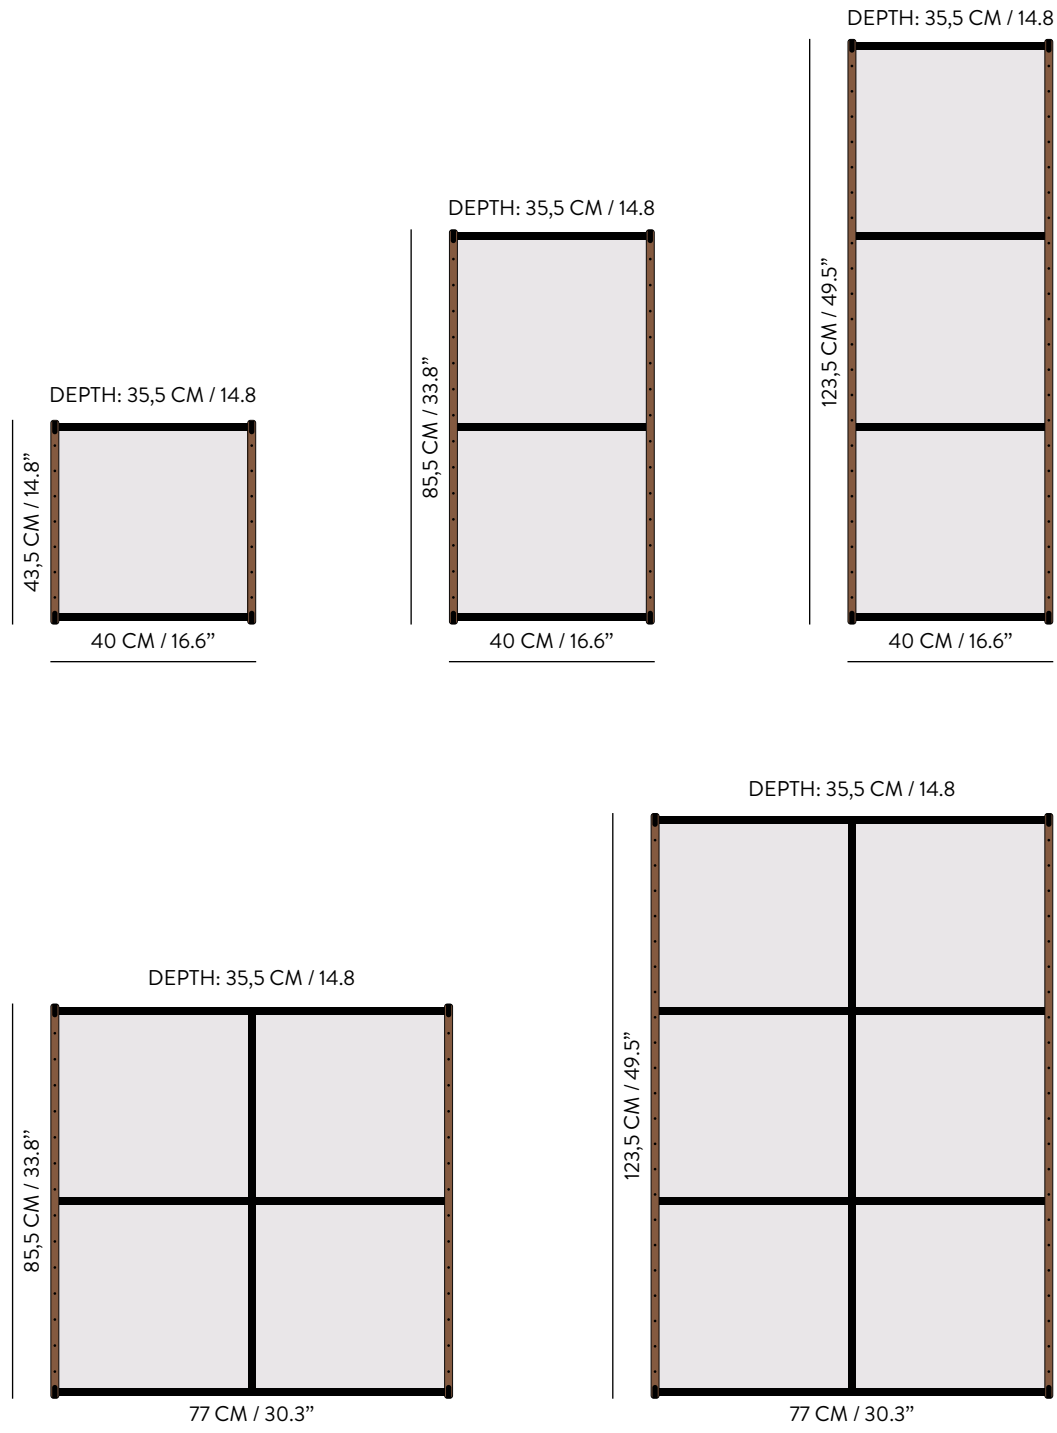 DEPTH: 35,5 CM / 14.8
123,5 CM / 49.5”
40 CM / 16.6”
DEPTH: 35,5 CM / 14.8
85,5 CM / 33.8”
40 CM / 16.6”
DEPTH: 35,5 CM / 14.8
43,5 CM / 14.8”
40 CM / 16.6”
DEPTH: 35,5 CM / 14.8
123,5 CM / 49.5”
77 CM / 30.3”
DEPTH: 35,5 CM / 14.8
85,5 CM / 33.8”
77 CM / 30.3”